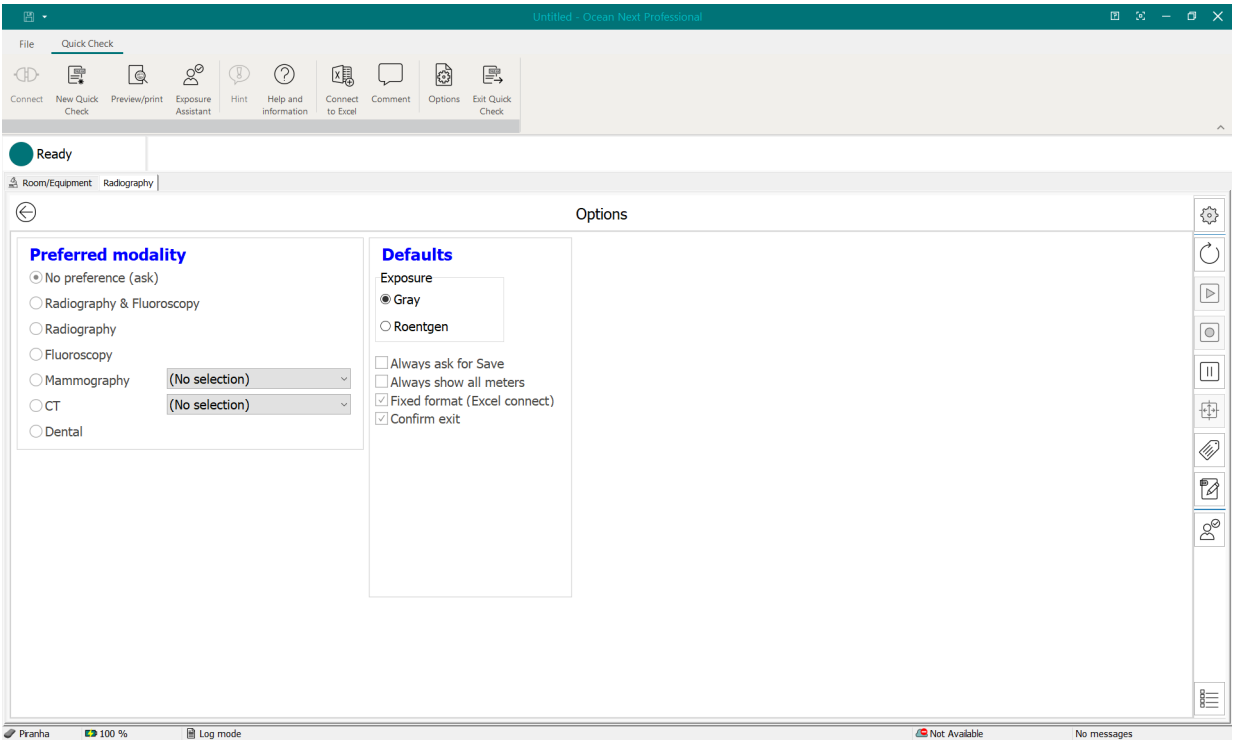 Untitled - Ocean Next Professional
File Quick Check
Connect
New Quick Check
Preview/print
Exposure Assistant
Hint
Help and information
Connect to Excel
Comment
Options
Exit Quick Check
Ready
Room/Equipment Radiography
Options
Preferred modality
No preference (ask)
Radiography & Fluoroscopy
Radiography
Fluoroscopy
Mammography (No selection)
CT (No selection)
Dental
Defaults
Exposure
Gray
Roentgen
Always ask for Save
Always show all meters
Fixed format (Excel connect)
Confirm exit
Piranha 100 % Log mode Not Available No messages